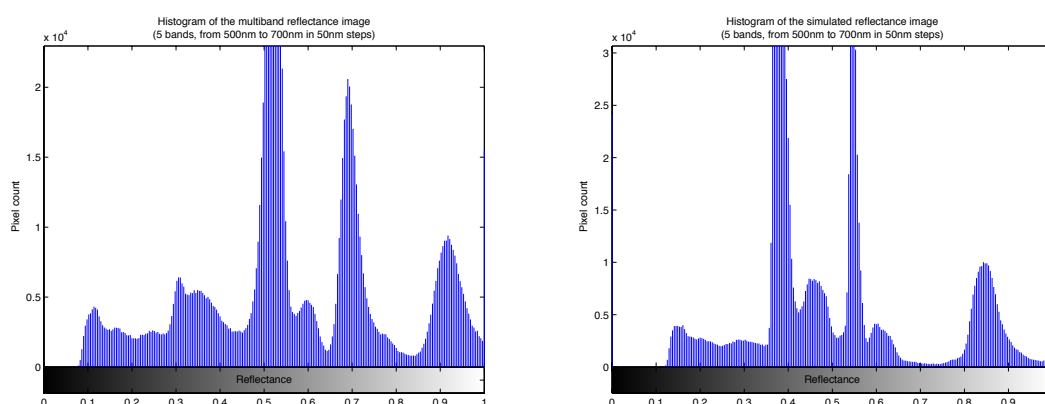 Histogram of the multiband reflectance image
(5 bands, from 500nm to 700nm in 50nm steps)
x 10⁴
2
1.5
1
0.5
0
Pixel count
Reflectance
0 0.1 0.2 0.3 0.4 0.5 0.6 0.7 0.8 0.9 1
Histogram of the simulated reflectance image
(5 bands, from 500nm to 700nm in 50nm steps)
x 10⁴
3
2.5
2
1.5
1
0.5
0
Pixel count
Reflectance
0 0.1 0.2 0.3 0.4 0.5 0.6 0.7 0.8 0.9